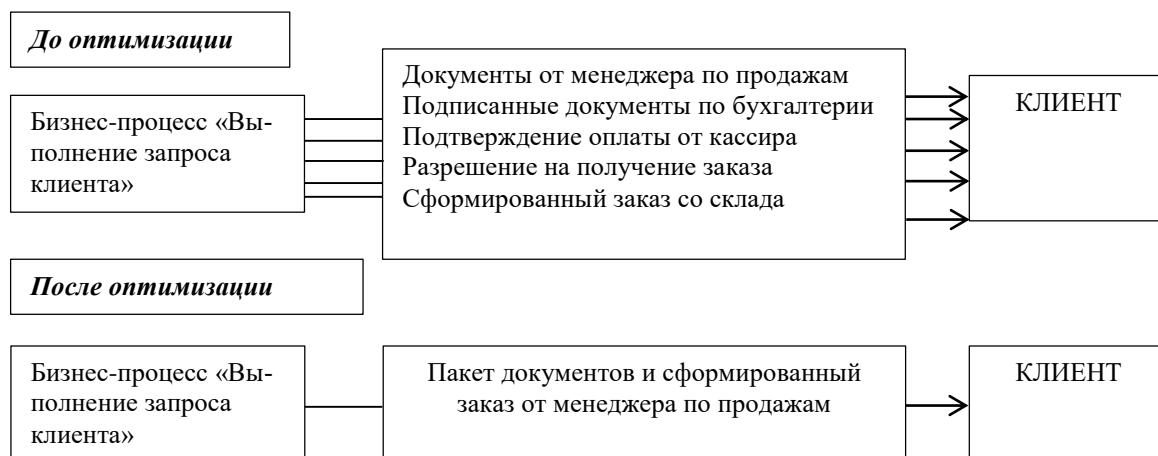 До оптимизации
Бизнес-процесс «Вы-
полнение запроса
клиента»
Документы от менеджера по продажам
Подписанные документы по бухгалтерии
Подтверждение оплаты от кассира
Разрешение на получение заказа
Сформированный заказ со склада
КЛИЕНТ
После оптимизации
Бизнес-процесс «Вы-
полнение запроса
клиента»
Пакет документов и сформированный
заказ от менеджера по продажам
КЛИЕНТ